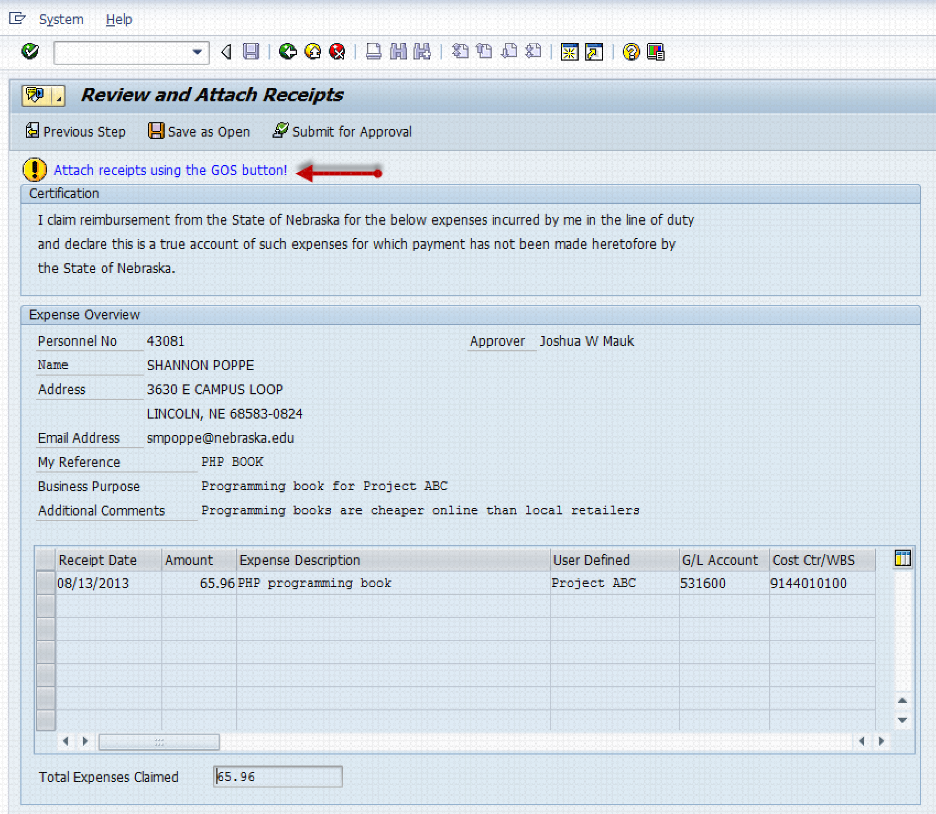 System Help
Review and Attach Receipts
Previous Step Save as Open Submit for Approval
Attach receipts using the GOS button!
Certification
I claim reimbursement from the State of Nebraska for the below expenses incurred by me in the line of duty
and declare this is a true account of such expenses for which payment has not been made heretofore by
the State of Nebraska.
Expense Overview
Personnel No 43081 Approver Joshua W Mauk
Name SHANNON POPPE
Address 3630 E CAMPUS LOOP
LINCOLN, NE 68583-0824
Email Address smpoppe@nebraska.edu
My Reference PHP BOOK
Business Purpose Programming book for Project ABC
Additional Comments Programming books are cheaper online than local retailers
Receipt Date Amount Expense Description User Defined G/L Account Cost Ctr/WBS
08/13/2013 65.96 PHP programming book Project ABC 531600 9144010100
Total Expenses Claimed 65.96